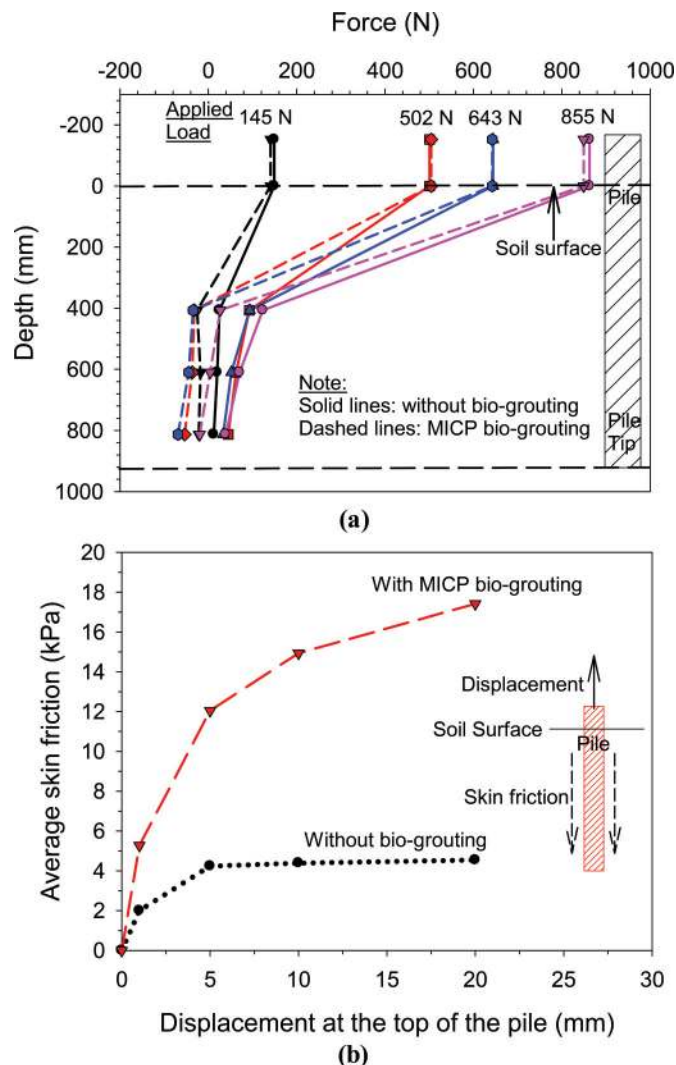 Force (N)
-200 0 200 400 600 800 1000
Applied Load
145 N
502 N
643 N
855 N
-200
0
200
400
600
800
1000
Depth (mm)
Pile
Soil surface
Note:
Solid lines: without bio-grouting
Dashed lines: MICP bio-grouting
Pile
Tip
(a)
20
18
16
14
12
10
8
6
4
2
0
Average skin friction (kPa)
With MICP bio-grouting
Displacement
Soil Surface
Pile
Skin friction
Without bio-grouting
0 5 10 15 20 25 30
Displacement at the top of the pile (mm)
(b)